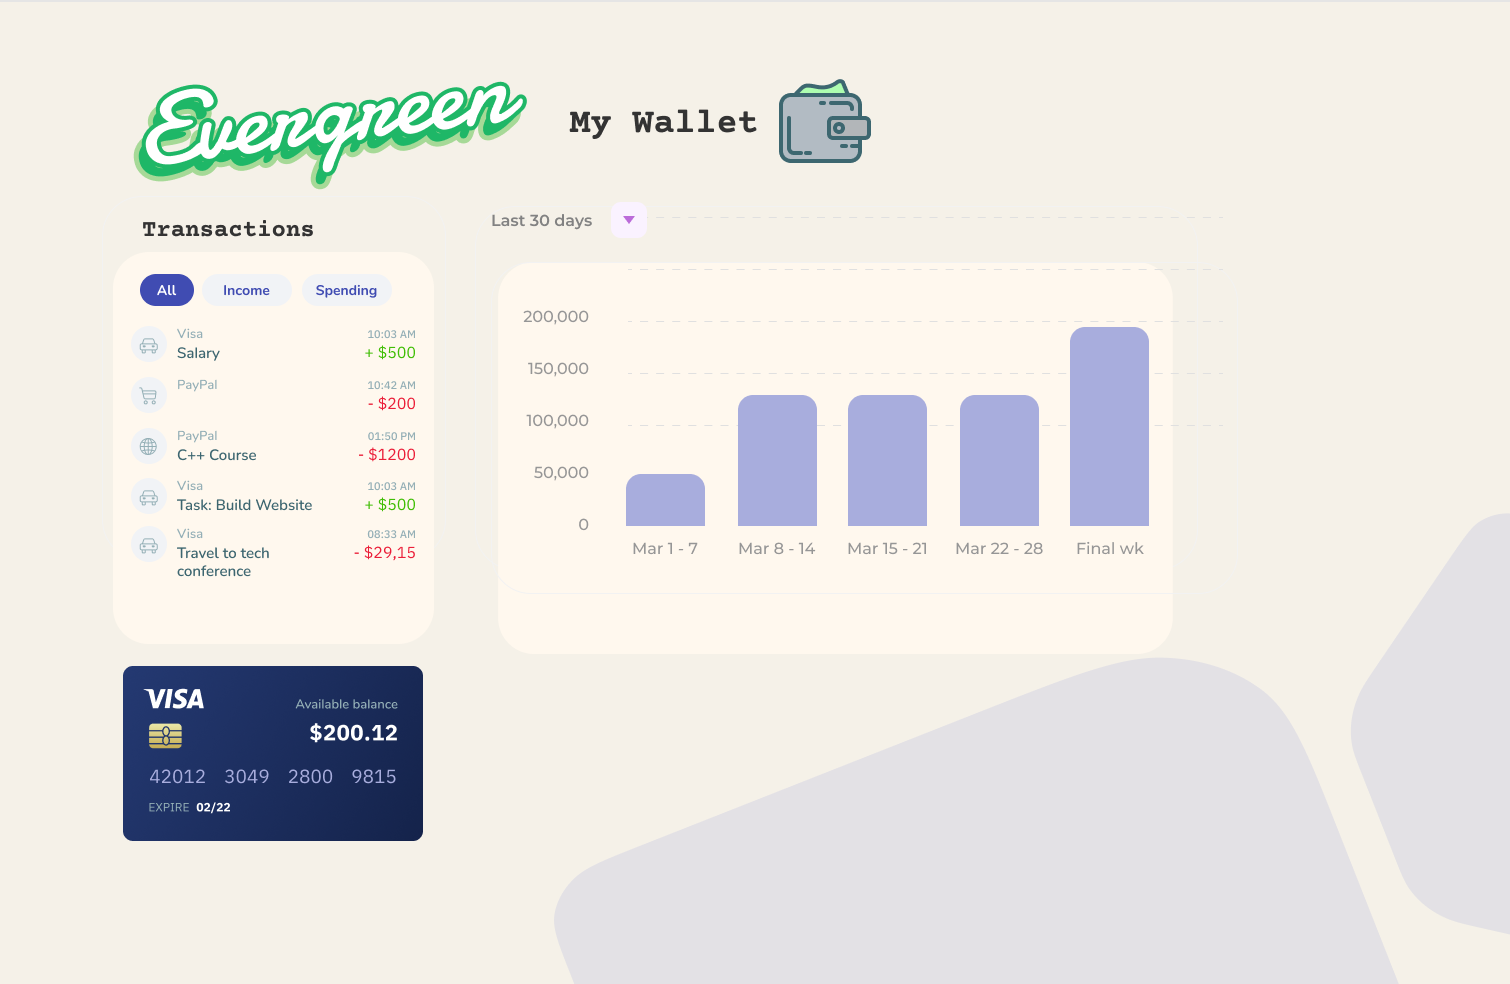 Evergreen
My Wallet
Transactions
All Income Spending
Visa 10:03 AM
Salary + $500
PayPal 10:42 AM
- $200
PayPal 01:50 PM
C++ Course - $1200
Visa 10:03 AM
Task: Build Website + $500
Visa 08:33 AM
Travel to tech - $29,15
conference
VISA
Available balance
$200.12
42012 3049 2800 9815
EXPIRE 02/22
Last 30 days
200,000
150,000
100,000
50,000
0
Mar 1 - 7 Mar 8 - 14 Mar 15 - 21 Mar 22 - 28 Final wk